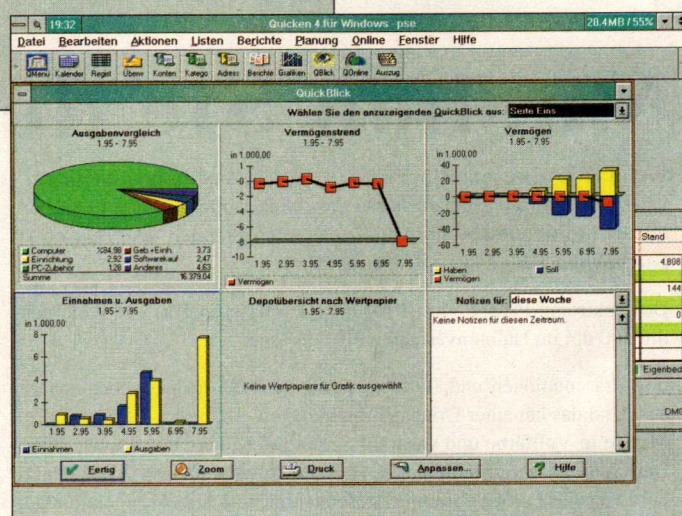 19:32 Quicken 4 für Windows - pse 28.4MB / 55%
Datei Bearbeiten Aktionen Listen Berichte Planung Online Fenster Hilfe
QMenü Kalender Regist Überw Konten Katego Adress Berichte Grafiken QBlick QOnline Auszug
QuickBlick
Wählen Sie den anzuzeigenden QuickBlick aus: Seite Eins
Ausgabenvergleich
1.95 - 7.95
Computer %84,98 Geb.+Einh. 3,73
Einrichtung 2,92 Softwarekauf 2,47
PC-Zubehör 1,28 Anderes 4,63
Summe 16.379,04
Vermögenstrend
1.95 - 7.95
in 1.000,00
1
-0
-2
-4
-6
-8
-10
1.95 2.95 3.95 4.95 5.95 6.95 7.95
Vermögen
Vermögen
1.95 - 7.95
in 1.000,00
40
20
0
-20
-40
-60
1.95 2.95 3.95 4.95 5.95 6.95 7.95
Haben Soll
Vermögen
Einnahmen u. Ausgaben
1.95 - 7.95
in 1.000,00
8
6
4
2
0
1.95 2.95 3.95 4.95 5.95 6.95 7.95
Einnahmen Ausgaben
Depotübersicht nach Wertpapier
1.95 - 7.95
Keine Wertpapiere für Grafik ausgewählt
Notizen für: diese Woche
Keine Notizen für diesen Zeitraum.
Fertig Zoom Druck Anpassen... Hilfe
Stand
4.898
144
0
Eigenbed